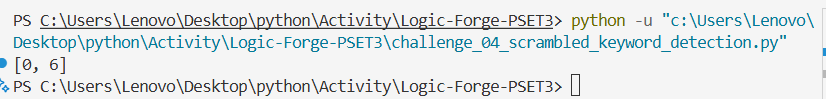 PS C:\Users\Lenovo\Desktop\python\Activity\Logic-Forge-PSET3> python -u "c:\Users\Lenovo\
Desktop\python\Activity\Logic-Forge-PSET3\challenge_04_scrambled_keyword_detection.py"
[0, 6]
PS C:\Users\Lenovo\Desktop\python\Activity\Logic-Forge-PSET3>